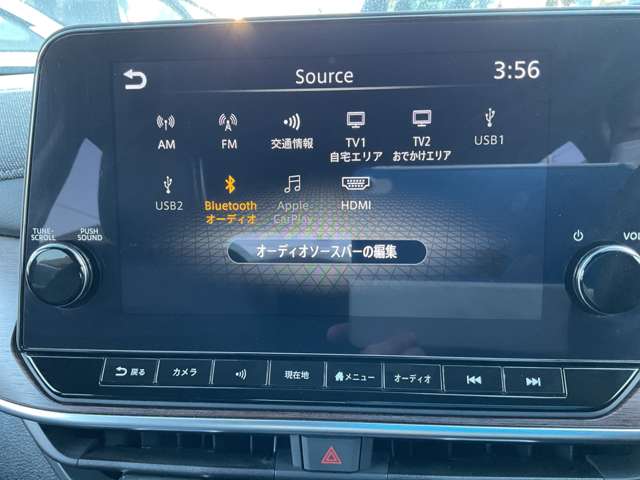 Source
3:56
AM
FM
交通情報
TV1
自宅エリア
TV2
おでかけエリア
USB1
USB2
Bluetooth
オーディオ
Apple
CarPlay
HDMI
オーディオソースバーの編集
TUNE·
SCROLL
PUSH
SOUND
VOL
戻る
カメラ
現在地
メニュー
オーディオ